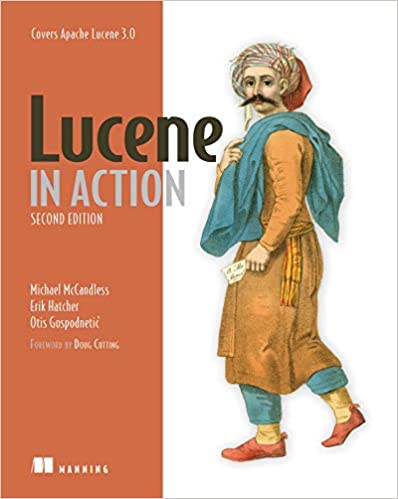 Covers Apache Lucene 3.0
Lucene
IN ACTION
SECOND EDITION
Michael McCandless
Erik Hatcher
Otis Gospodnetić
FOREWORD BY DOUG CUTTING
MANNING